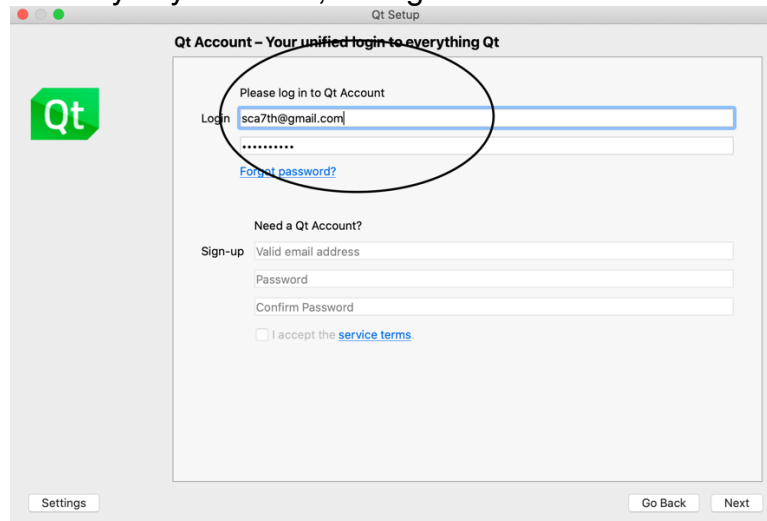 Qt Setup
Qt Account – Your unified login to everything Qt
Qt
Please log in to Qt Account
Login sca7th@gmail.com
••••••••••
Forgot password?
Need a Qt Account?
Sign-up Valid email address
Password
Confirm Password
I accept the service terms.
Settings Go Back Next